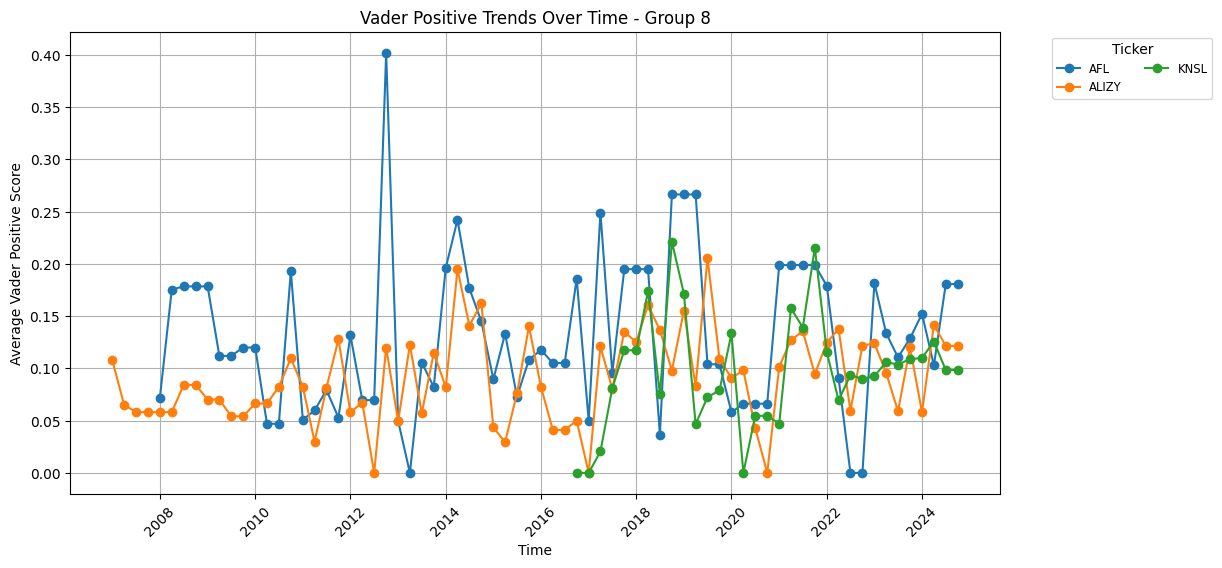 Vader Positive Trends Over Time - Group 8
Ticker
AFL
KNSL
ALIZY
Average Vader Positive Score
0.40
0.35
0.30
0.25
0.20
0.15
0.10
0.05
0.00
2008
2010
2012
2014
2016
2018
2020
2022
2024
Time